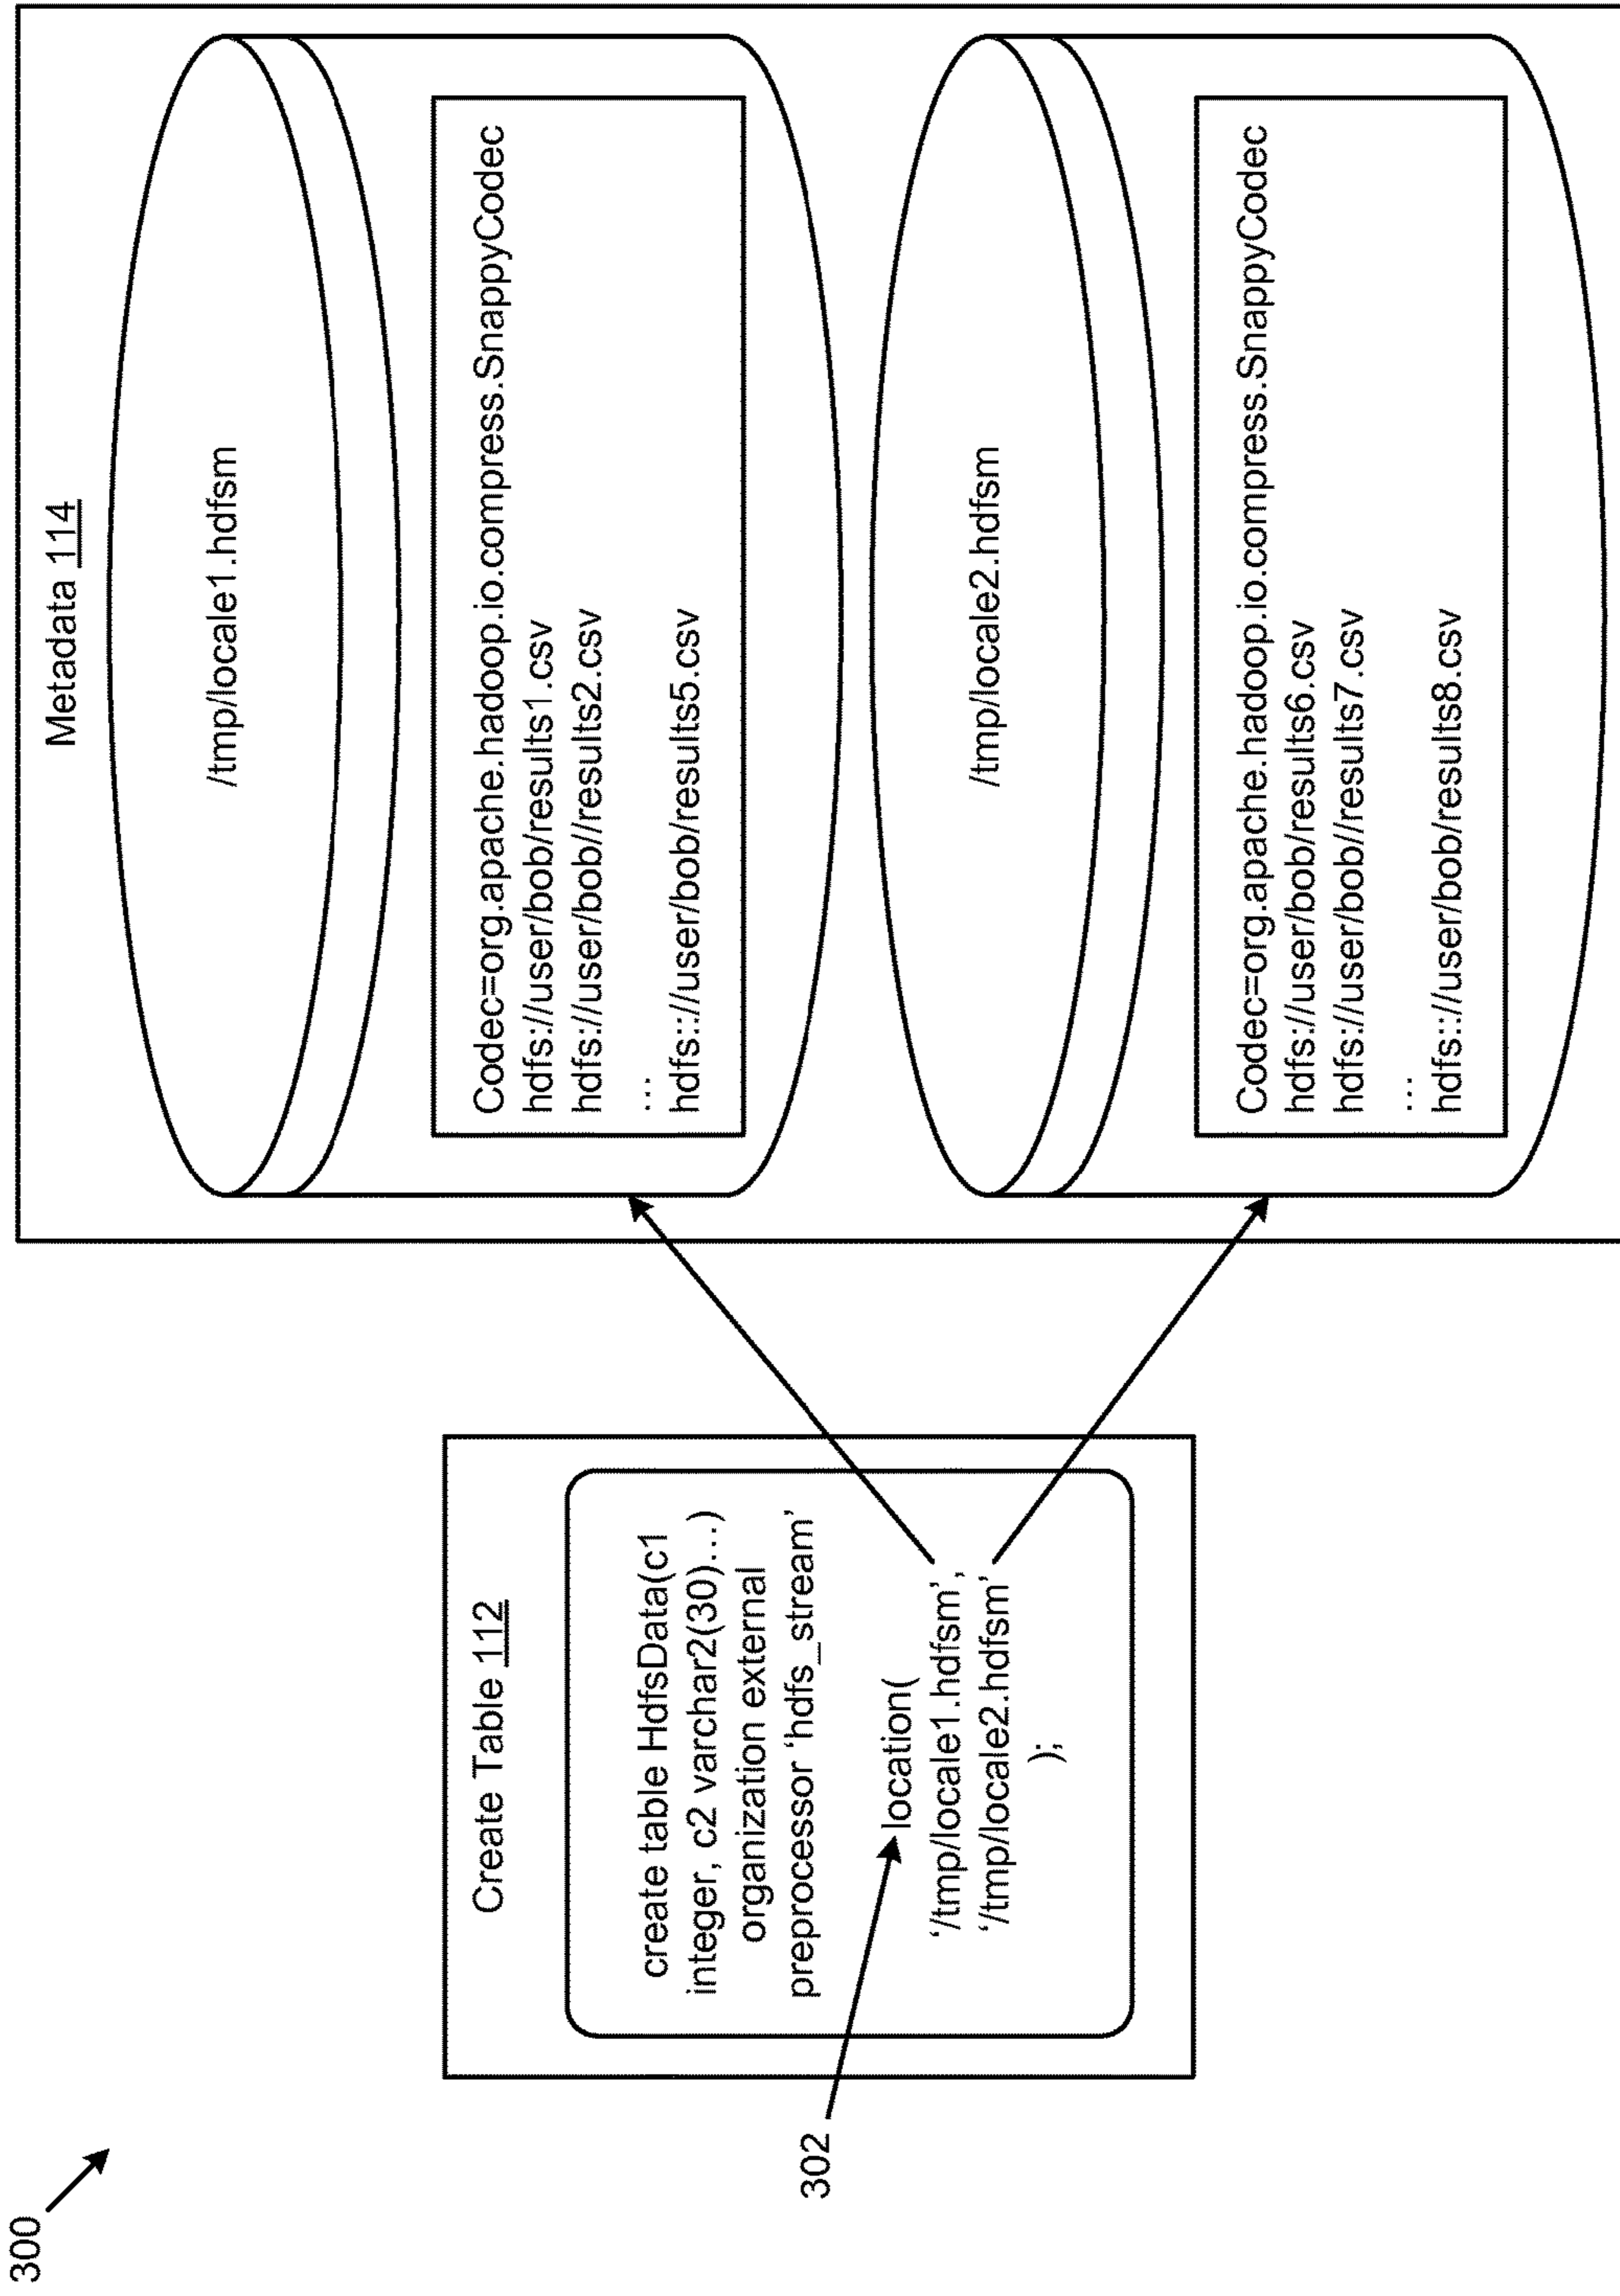 300
Create Table 112
create table HdfsData(c1
integer, c2 varchar2(30)…)
organization external
preprocessor ‘hdfs_stream’
302
location(
‘/tmp/locale1.hdfsm’,
‘/tmp/locale2.hdfsm’
);
Metadata 114
/tmp/locale1.hdfsm
Codec=org.apache.hadoop.io.compress.SnappyCodec
hdfs://user/bob/results1.csv
hdfs://user/bob//results2.csv
…
hdfs:://user/bob/results5.csv
/tmp/locale2.hdfsm
Codec=org.apache.hadoop.io.compress.SnappyCodec
hdfs://user/bob/results6.csv
hdfs://user/bob//results7.csv
…
hdfs:://user/bob/results8.csv